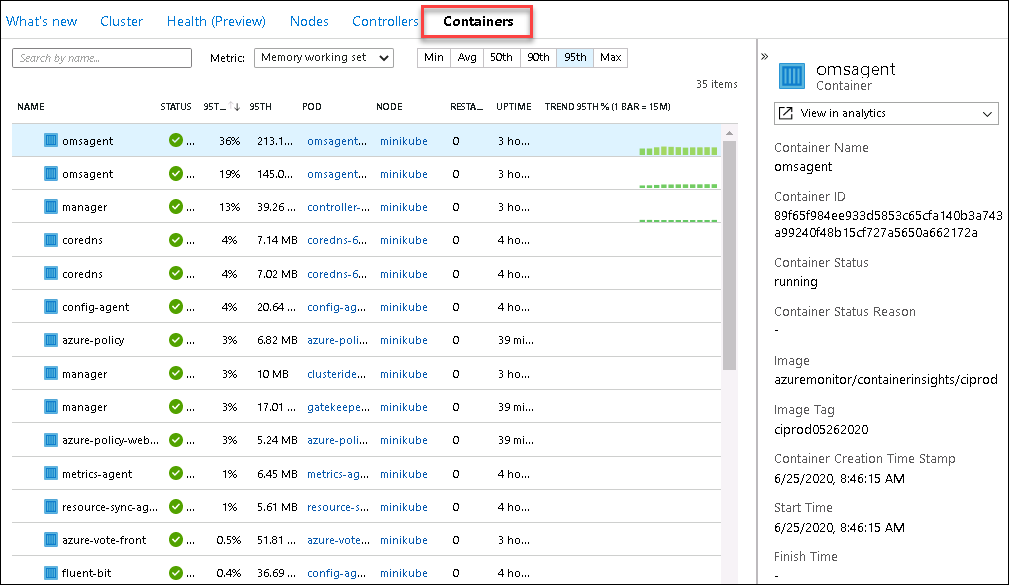 What's new Cluster Health (Preview) Nodes Controllers Containers
Search by name... Metric: Memory working set Min Avg 50th 90th 95th Max
35 items
NAME STATUS 95T... 95TH POD NODE RESTA... UPTIME TREND 95TH % (1 BAR = 15M)
omsagent ... 36% 213.1... omsagent... minikube 0 3 ho...
omsagent ... 19% 145.0... omsagent... minikube 0 3 ho...
manager ... 13% 39.26 ... controller-... minikube 0 3 ho...
coredns ... 4% 7.14 MB coredns-6... minikube 0 4 ho...
coredns ... 4% 7.02 MB coredns-6... minikube 0 4 ho...
config-agent ... 4% 20.64 ... config-ag... minikube 0 4 ho...
azure-policy ... 3% 6.82 MB azure-poli... minikube 0 39 mi...
manager ... 3% 10 MB clusteride... minikube 0 3 ho...
manager ... 3% 17.01 ... gatekeepe... minikube 0 39 mi...
azure-policy-web... ... 3% 5.24 MB azure-poli... minikube 0 39 mi...
metrics-agent ... 1% 6.45 MB metrics-ag... minikube 0 4 ho...
resource-sync-ag... ... 1% 5.61 MB resource-s... minikube 0 4 ho...
azure-vote-front ... 0.5% 51.81 ... azure-vote... minikube 0 3 ho...
fluent-bit ... 0.4% 36.69 ... config-ag... minikube 0 4 ho...
omsagent
Container
View in analytics
Container Name
omsagent
Container ID
89f65f984ee933d5853c65cfa140b3a743
a99240f48b15cf727a5650a662172a
Container Status
running
Container Status Reason
-
Image
azuremonitor/containerinsights/ciprod
Image Tag
ciprod05262020
Container Creation Time Stamp
6/25/2020, 8:46:15 AM
Start Time
6/25/2020, 8:46:15 AM
Finish Time
-